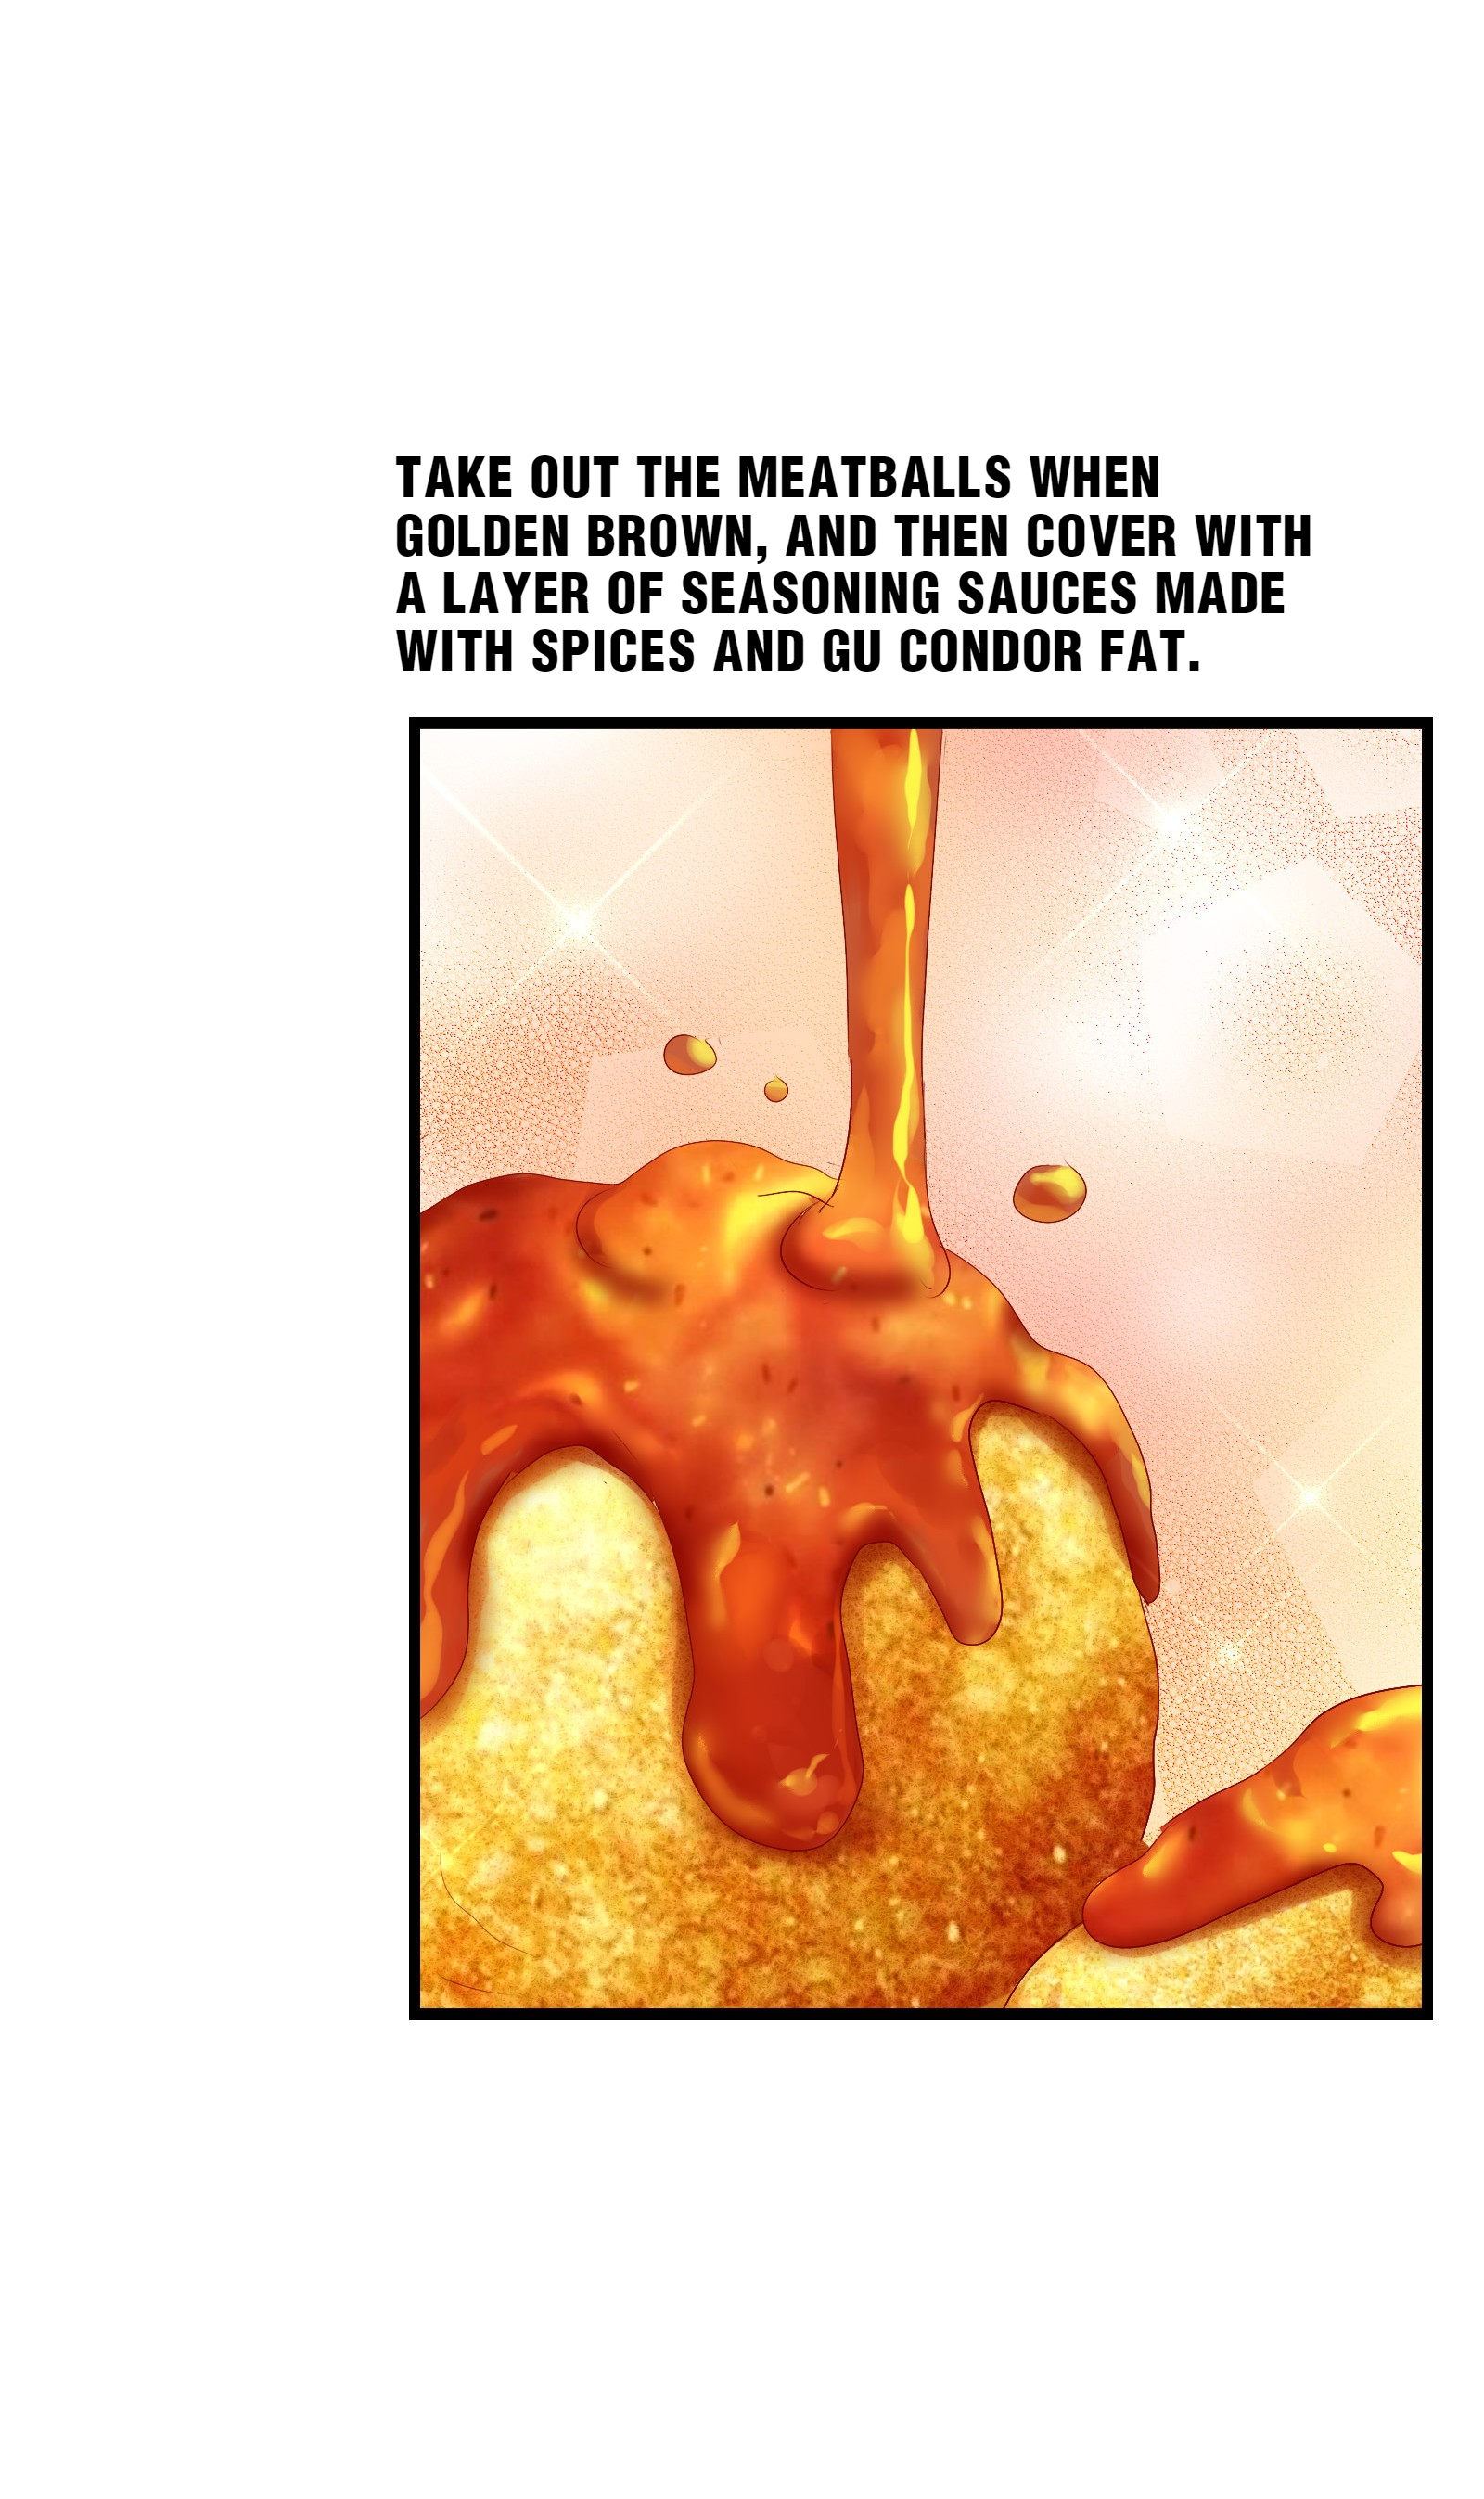 TAKE OUT THE MEATBALLS WHEN
GOLDEN BROWN, AND THEN COVER WITH
A LAYER OF SEASONING SAUCES MADE
WITH SPICES AND GU CONDOR FAT.